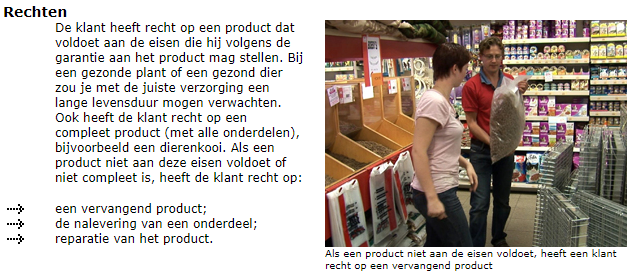 Rechten
De klant heeft recht op een product dat
voldoet aan de eisen die hij volgens de
garantie aan het product mag stellen. Bij
een gezonde plant of een gezond dier
zou je met de juiste verzorging een
lange levensduur mogen verwachten.
Ook heeft de klant recht op een
compleet product (met alle onderdelen),
bijvoorbeeld een dierenkooi. Als een
product niet aan deze eisen voldoet of
niet compleet is, heeft de klant recht op:
een vervangend product;
de nalevering van een onderdeel;
reparatie van het product.
Als een product niet aan de eisen voldoet, heeft een klant
recht op een vervangend product